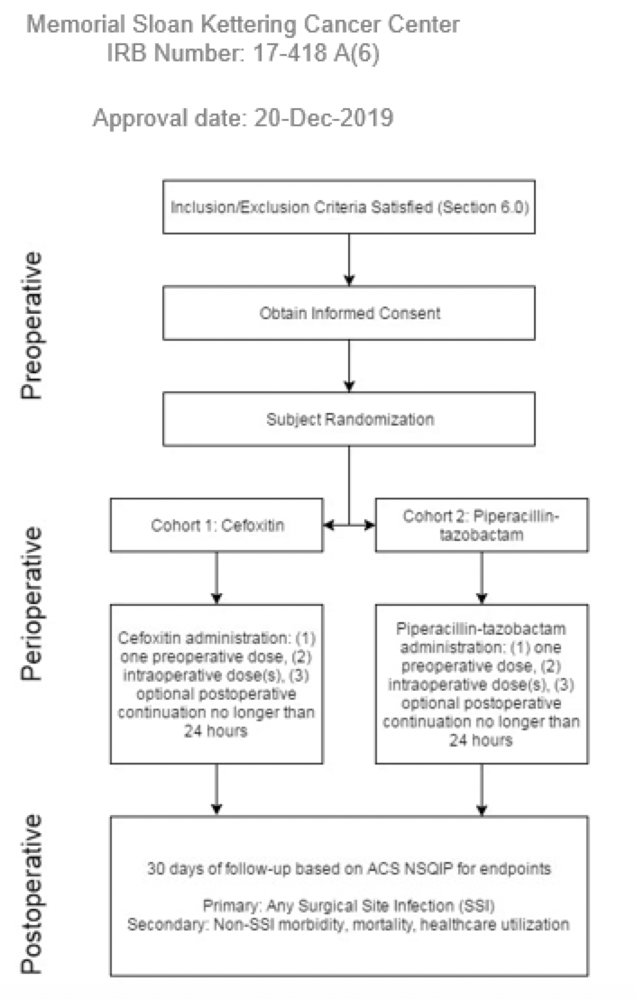 Memorial Sloan Kettering Cancer Center
IRB Number: 17-418 A(6)
Approval date: 20-Dec-2019
Preoperative
Inclusion/Exclusion Criteria Satisfied (Section 6.0)
Obtain Informed Consent
Subject Randomization
Perioperative
Cohort 1: Cefoxitin
Cohort 2: Piperacillin-
tazobactam
Cefoxitin administration: (1)
one preoperative dose, (2)
intraoperative dose(s), (3)
optional postoperative
continuation no longer than
24 hours
Piperacillin-tazobactam
administration: (1) one
preoperative dose, (2)
intraoperative dose(s), (3)
optional postoperative
continuation no longer than
24 hours
Postoperative
30 days of follow-up based on ACS NSQIP for endpoints
Primary: Any Surgical Site Infection (SSI)
Secondary: Non-SSI morbidity, mortality, healthcare utilization